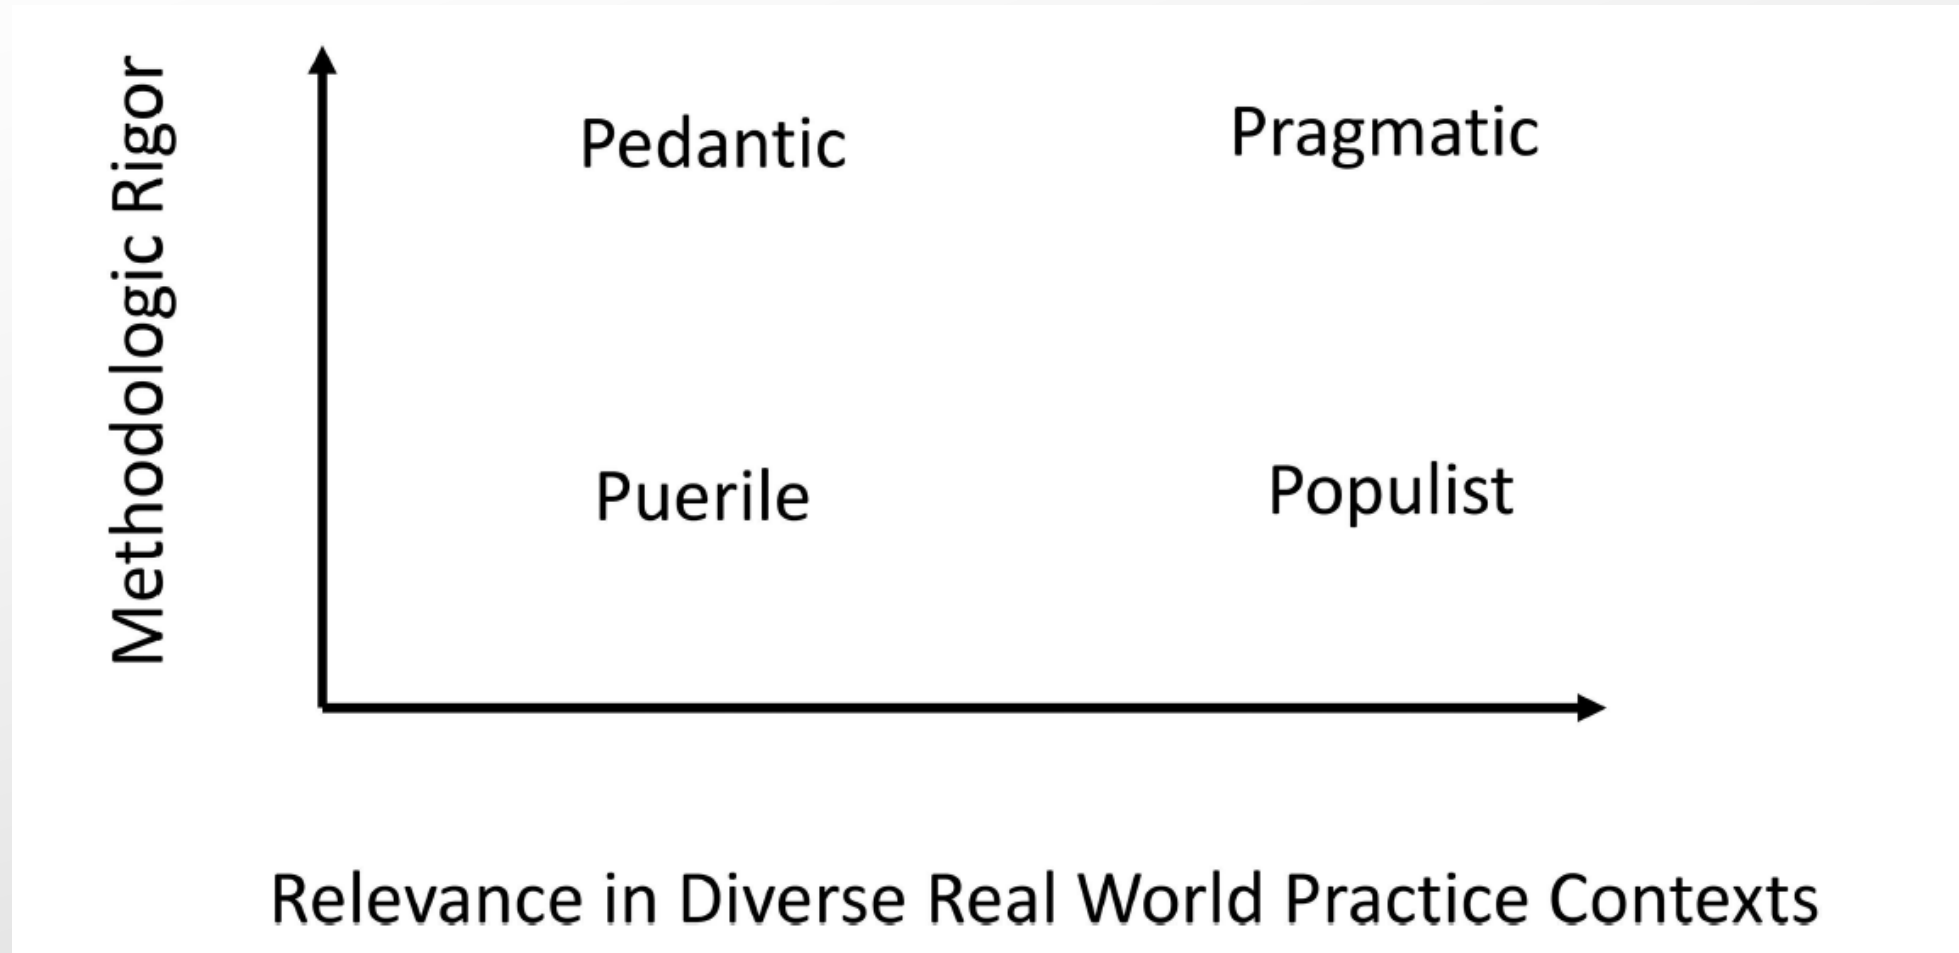 Methodologic Rigor
Pedantic
Pragmatic
Puerile
Populist
Relevance in Diverse Real World Practice Contexts